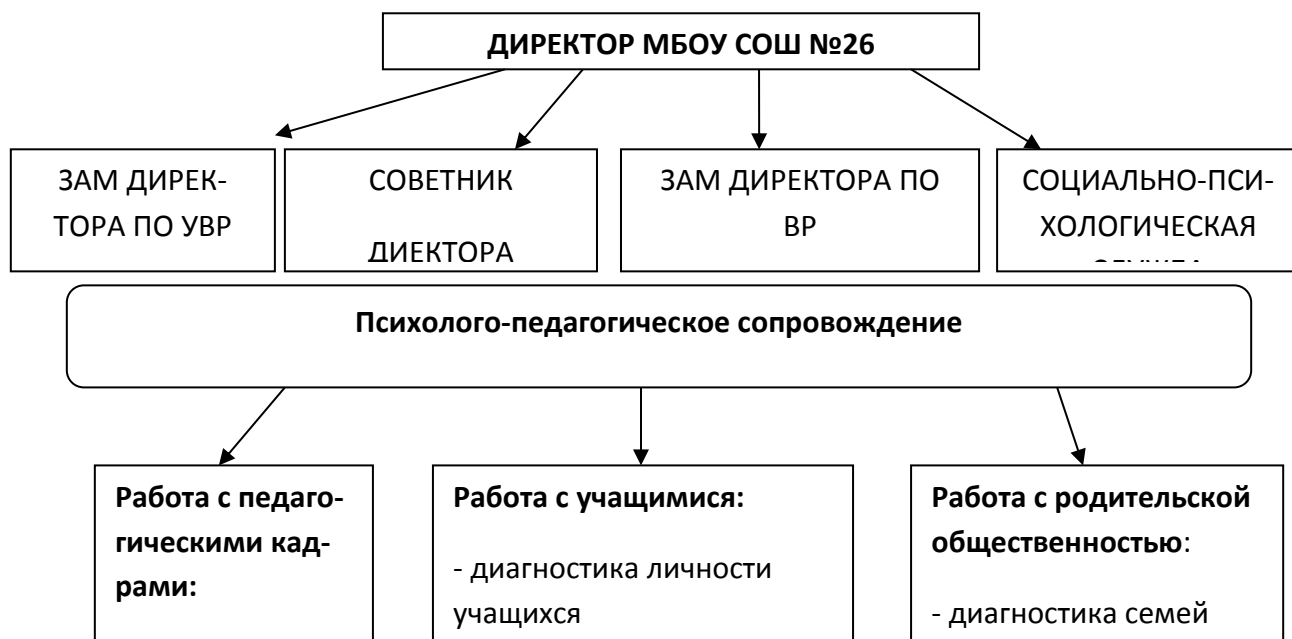 ДИРЕКТОР МБОУ СОШ №26
ЗАМ ДИРЕК-
ТОРА ПО УВР
СОВЕТНИК
ДИЕКТОРА
ЗАМ ДИРЕКТОРА ПО
ВР
СОЦИАЛЬНО-ПСИ-
ХОЛОГИЧЕСКАЯ
Психолого-педагогическое сопровождение
Работа с педаго-
гическими кад-
рами:
Работа с учащимися:
- диагностика личности
учащихся
Работа с родительской
общественностью:
- диагностика семей